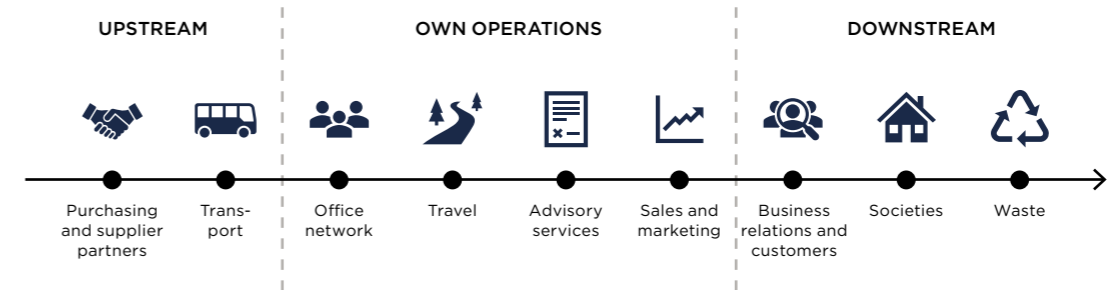 UPSTREAM
OWN OPERATIONS
DOWNSTREAM
Purchasing
and supplier
partners
Trans-
port
Office
network
Travel
Advisory
services
Sales and
marketing
Business
relations and
customers
Societies
Waste